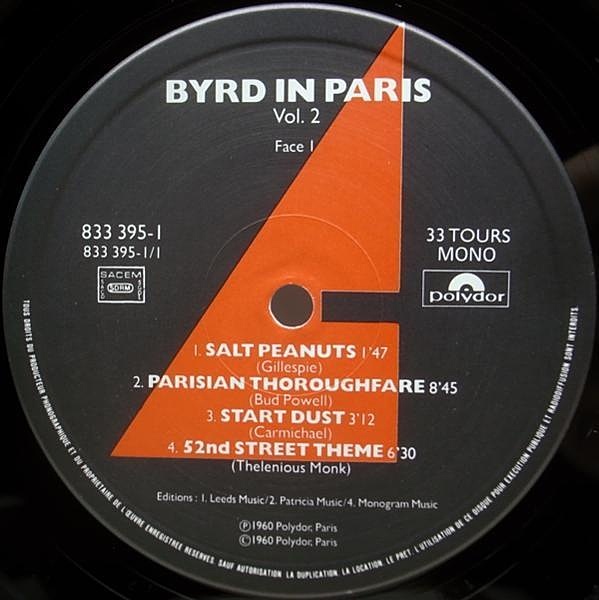 BYRD IN PARIS
Vol. 2
Face 1
833 395-1
833 395-1/1
SACEM
SACD SDRM SGDL
33 TOURS
MONO
polydor
1. SALT PEANUTS 1'47
(Gillespie)
2. PARISIAN THOROUGHFARE 8'45
(Bud Powell)
3. START DUST 3'12
(Carmichael)
4. 52nd STREET THEME 6'30
(Thelenious Monk)
Editions : 1. Leeds Music/2. Patricia Music/4. Monogram Music
Ⓟ1960 Polydor, Paris
©1960 Polydor, Paris
TOUS DROITS DU PRODUCTEUR PHONOGRAPHIQUE ET DU PROPRIETAIRE DE L'ŒUVRE ENREGISTREE RESERVES. SAUF AUTORISATION LA DUPLICATION, LA LOCATION, LE PRET, L'UTILISATION DE CE DISQUE POUR EXECUTION PUBLIQUE ET RADIODIFFUSION SONT INTERDITS.